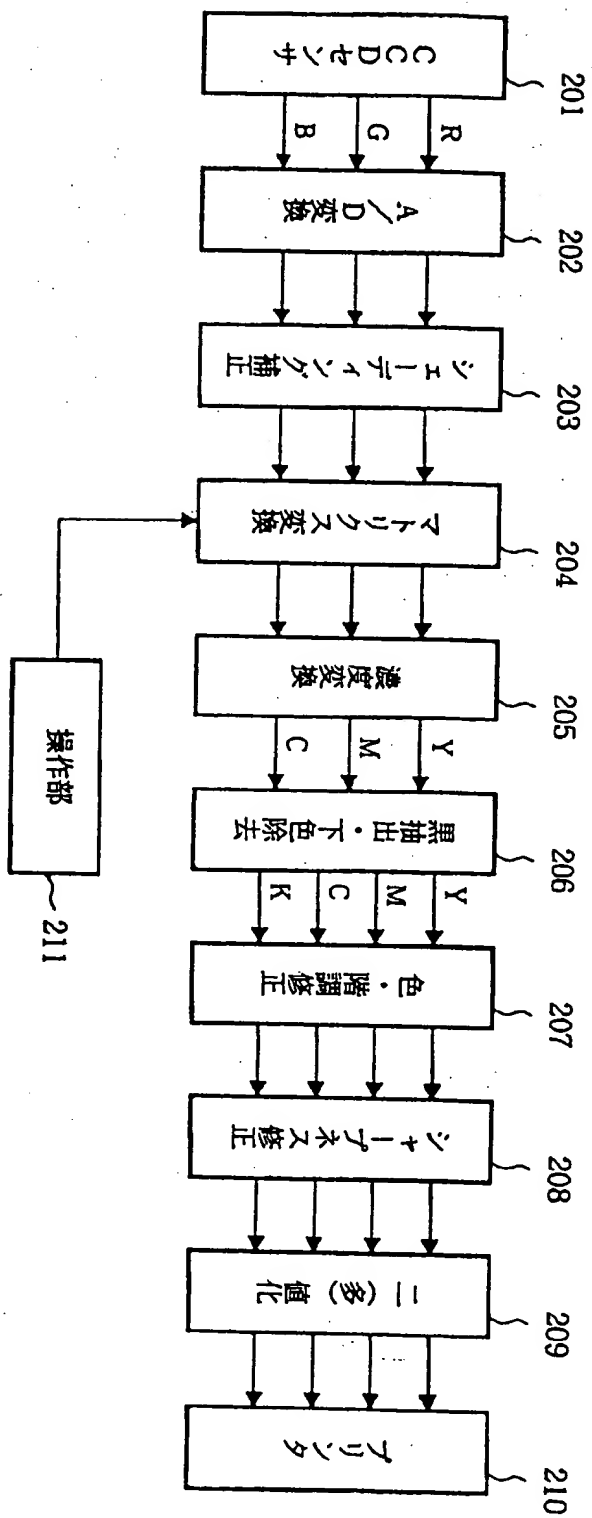 201
CCDセンサ
R
G
B
202
A/D変換
203
シェーディング補正
204
マトリクス変換
205
濃度変換
Y
M
C
206
黒抽出・下色除去
Y
M
C
K
207
色・階調修正
208
シャープネス修正
209
二(多)値化
210
プリンタ
操作部
211